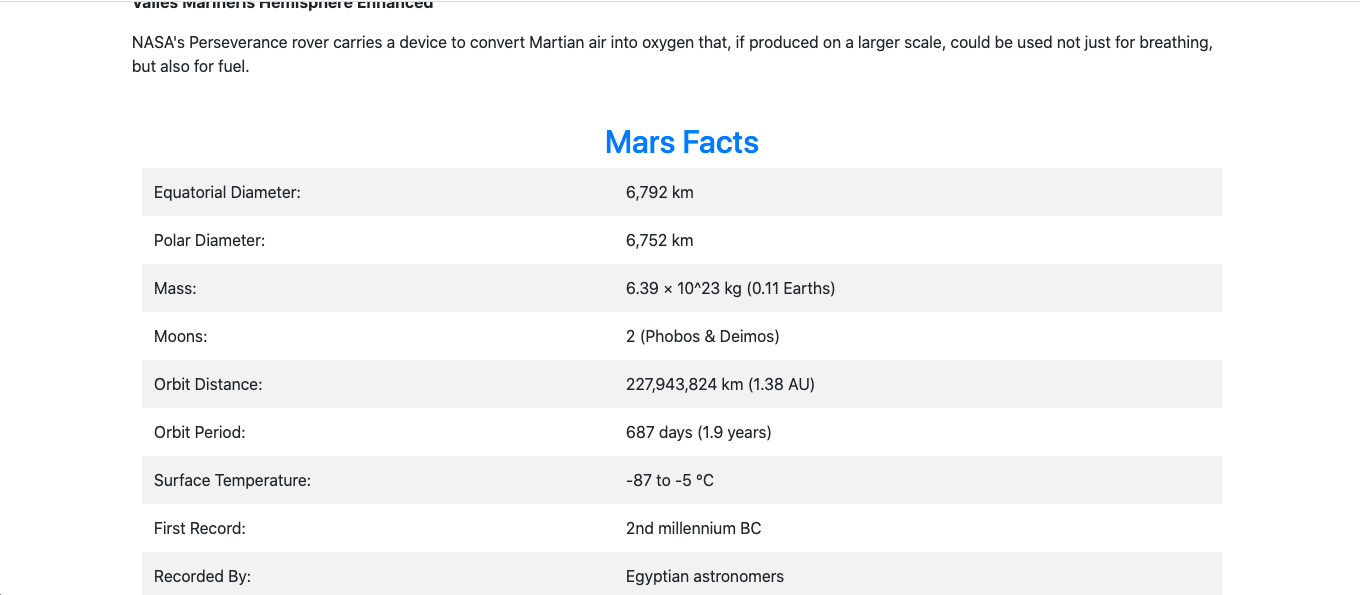 Valles Marineris Hemisphere Enhanced
NASA's Perseverance rover carries a device to convert Martian air into oxygen that, if produced on a larger scale, could be used not just for breathing,
but also for fuel.
Mars Facts
Equatorial Diameter: 6,792 km
Polar Diameter: 6,752 km
Mass: 6.39 × 10^23 kg (0.11 Earths)
Moons: 2 (Phobos & Deimos)
Orbit Distance: 227,943,824 km (1.38 AU)
Orbit Period: 687 days (1.9 years)
Surface Temperature: -87 to -5 °C
First Record: 2nd millennium BC
Recorded By: Egyptian astronomers